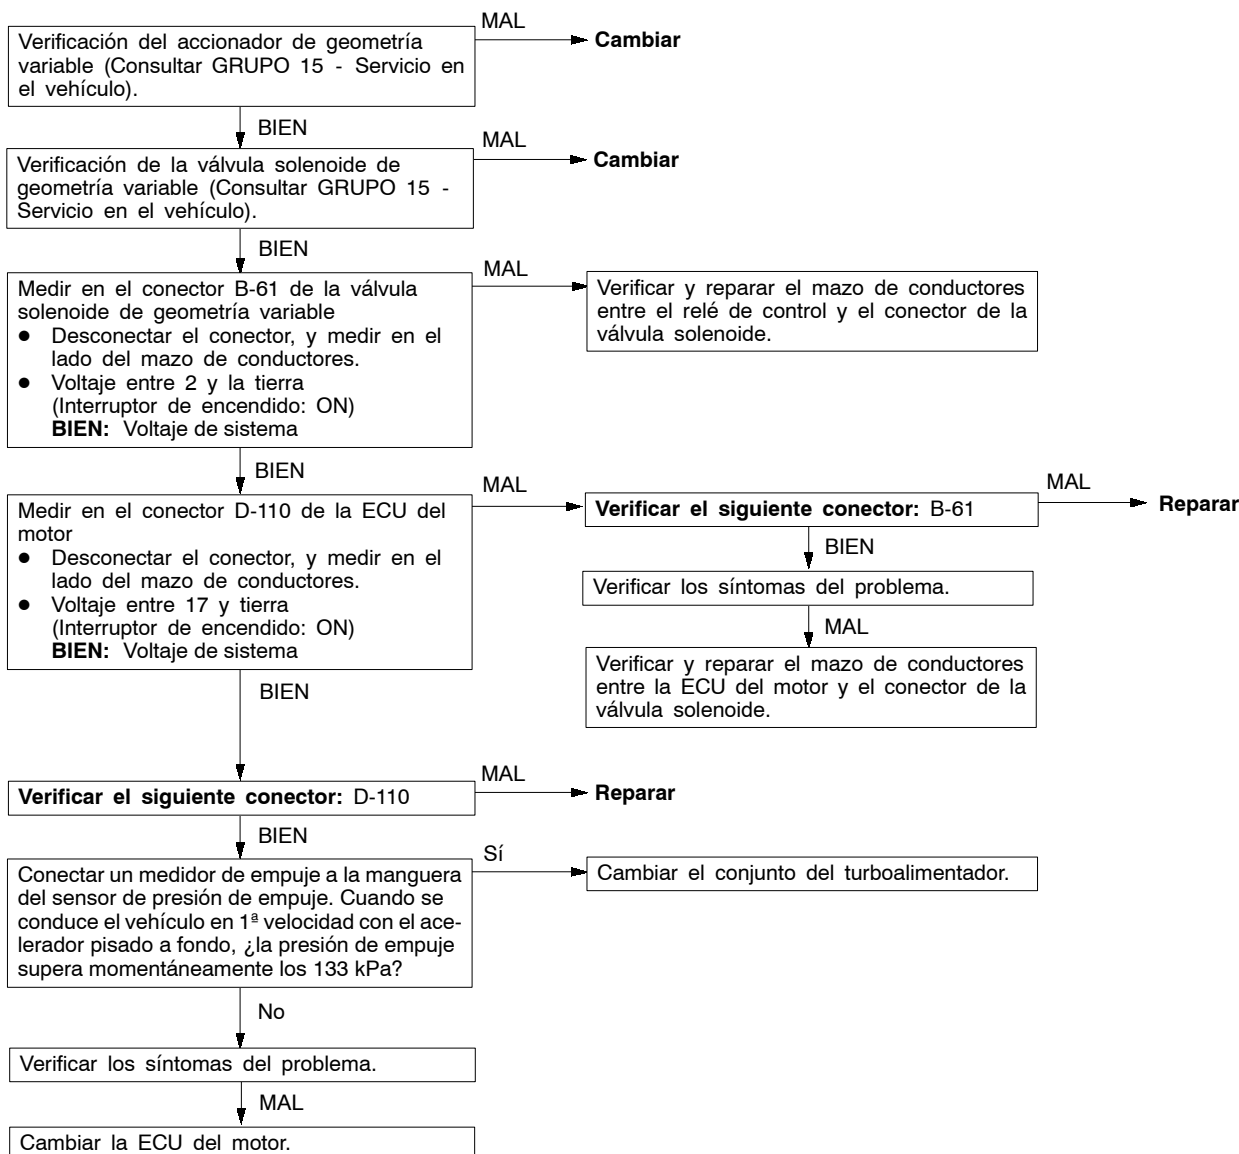 Verificación del accionador de geometría
variable (Consultar GRUPO 15 - Servicio en
el vehículo).
MAL
Cambiar
BIEN
Verificación de la válvula solenoide de
geometría variable (Consultar GRUPO 15 -
Servicio en el vehículo).
MAL
Cambiar
BIEN
Medir en el conector B-61 de la válvula
solenoide de geometría variable
● Desconectar el conector, y medir en el
lado del mazo de conductores.
● Voltaje entre 2 y la tierra
(Interruptor de encendido: ON)
BIEN: Voltaje de sistema
MAL
Verificar y reparar el mazo de conductores
entre el relé de control y el conector de la
válvula solenoide.
BIEN
Medir en el conector D-110 de la ECU del
motor
● Desconectar el conector, y medir en el
lado del mazo de conductores.
● Voltaje entre 17 y tierra
(Interruptor de encendido: ON)
BIEN: Voltaje de sistema
MAL
Verificar el siguiente conector: B-61
MAL
Reparar
BIEN
Verificar los síntomas del problema.
MAL
Verificar y reparar el mazo de conductores
entre la ECU del motor y el conector de la
válvula solenoide.
BIEN
Verificar el siguiente conector: D-110
MAL
Reparar
BIEN
Conectar un medidor de empuje a la manguera
del sensor de presión de empuje. Cuando se
conduce el vehículo en 1ª velocidad con el ace-
lerador pisado a fondo, ¿la presión de empuje
supera momentáneamente los 133 kPa?
Sí
Cambiar el conjunto del turboalimentador.
No
Verificar los síntomas del problema.
MAL
Cambiar la ECU del motor.